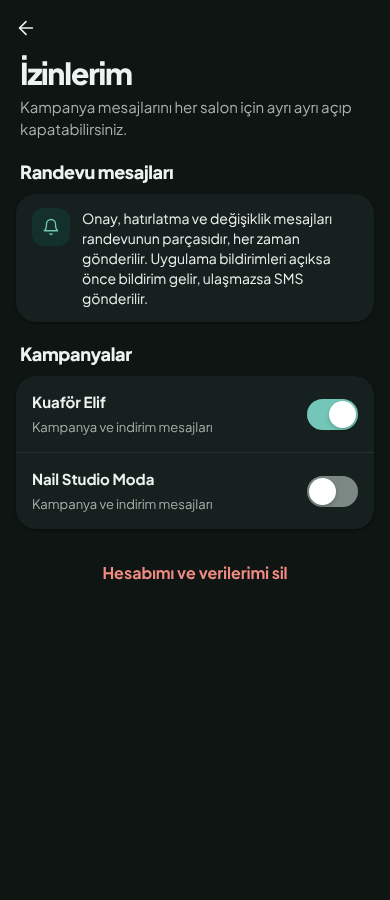 İzinlerim
Kampanya mesajlarını her salon için ayrı ayrı açıp
kapatabilirsiniz.
Randevu mesajları
Onay, hatırlatma ve değişiklik mesajları
randevunun parçasıdır, her zaman
gönderilir. Uygulama bildirimleri açıksa
önce bildirim gelir, ulaşmazsa SMS
gönderilir.
Kampanyalar
Kuaför Elif
Kampanya ve indirim mesajları
Nail Studio Moda
Kampanya ve indirim mesajları
Hesabımı ve verilerimi sil